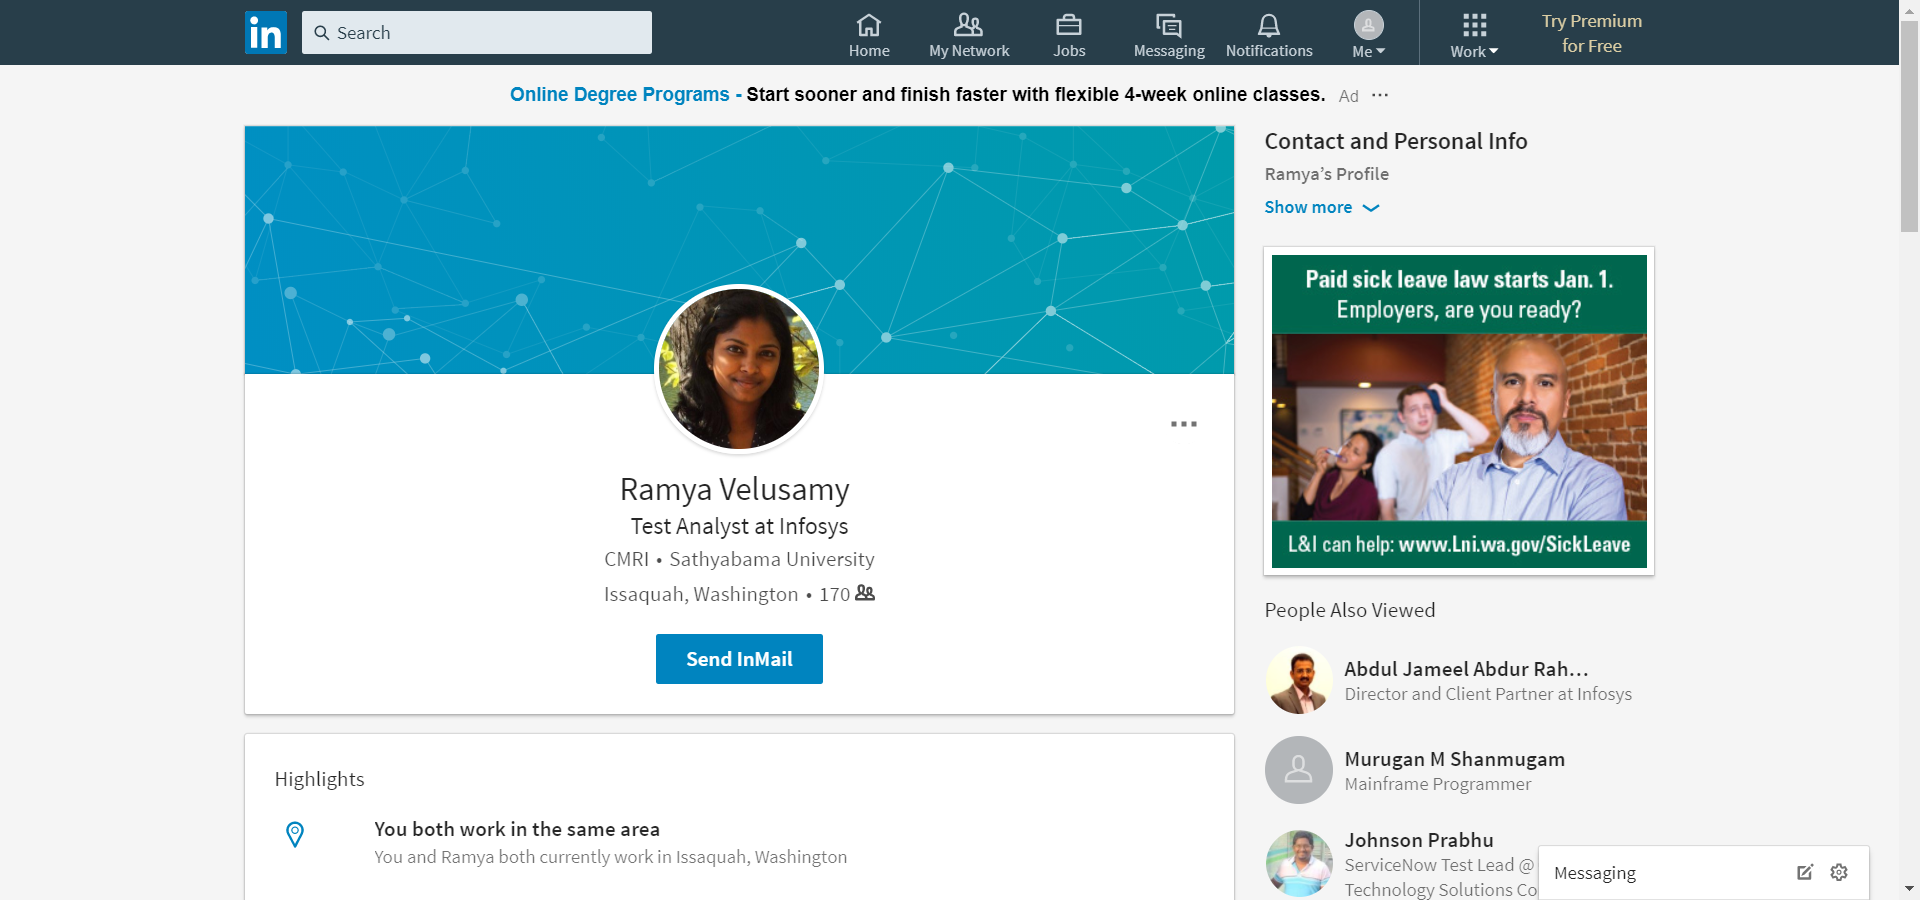 in
Search
Home
My Network
Jobs
Messaging
Notifications
Me
Work
Try Premium
for Free
Online Degree Programs - Start sooner and finish faster with flexible 4-week online classes. Ad ...
Contact and Personal Info
Ramya’s Profile
Show more
Paid sick leave law starts Jan. 1.
Employers, are you ready?
L&I can help: www.Lni.wa.gov/SickLeave
Ramya Velusamy
Test Analyst at Infosys
CMRI • Sathyabama University
Issaquah, Washington • 170
Send InMail
Highlights
You both work in the same area
You and Ramya both currently work in Issaquah, Washington
People Also Viewed
Abdul Jameel Abdur Rah...
Director and Client Partner at Infosys
Murugan M Shanmugam
Mainframe Programmer
Johnson Prabhu
ServiceNow Test Lead @
Technology Solutions Co
Messaging